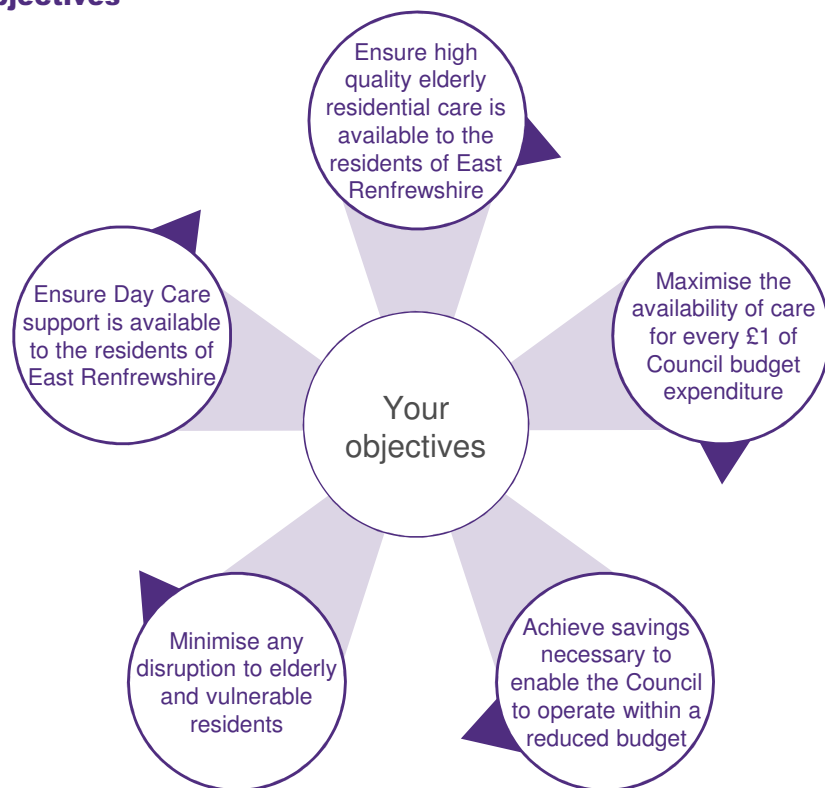 jectives
Ensure high
quality elderly
residential care is
available to the
residents of East
Renfrewshire
Maximise the
availability of care
for every £1 of
Council budget
expenditure
Achieve savings
necessary to
enable the Council
to operate within a
reduced budget
Minimise any
disruption to elderly
and vulnerable
residents
Ensure Day Care
support is available
to the residents of
East Renfrewshire
Your
objectives